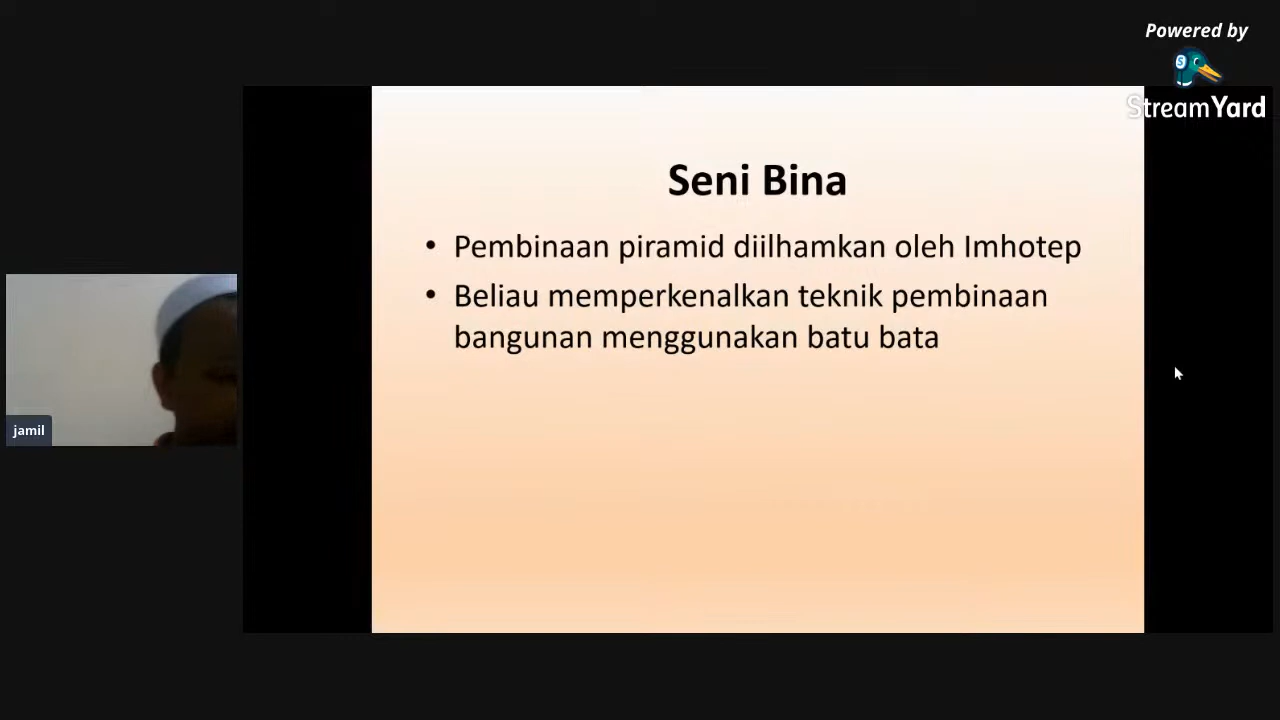 Powered by
StreamYard
Seni Bina
• Pembinaan piramid diilhamkan oleh Imhotep
• Beliau memperkenalkan teknik pembinaan
bangunan menggunakan batu bata
jamil